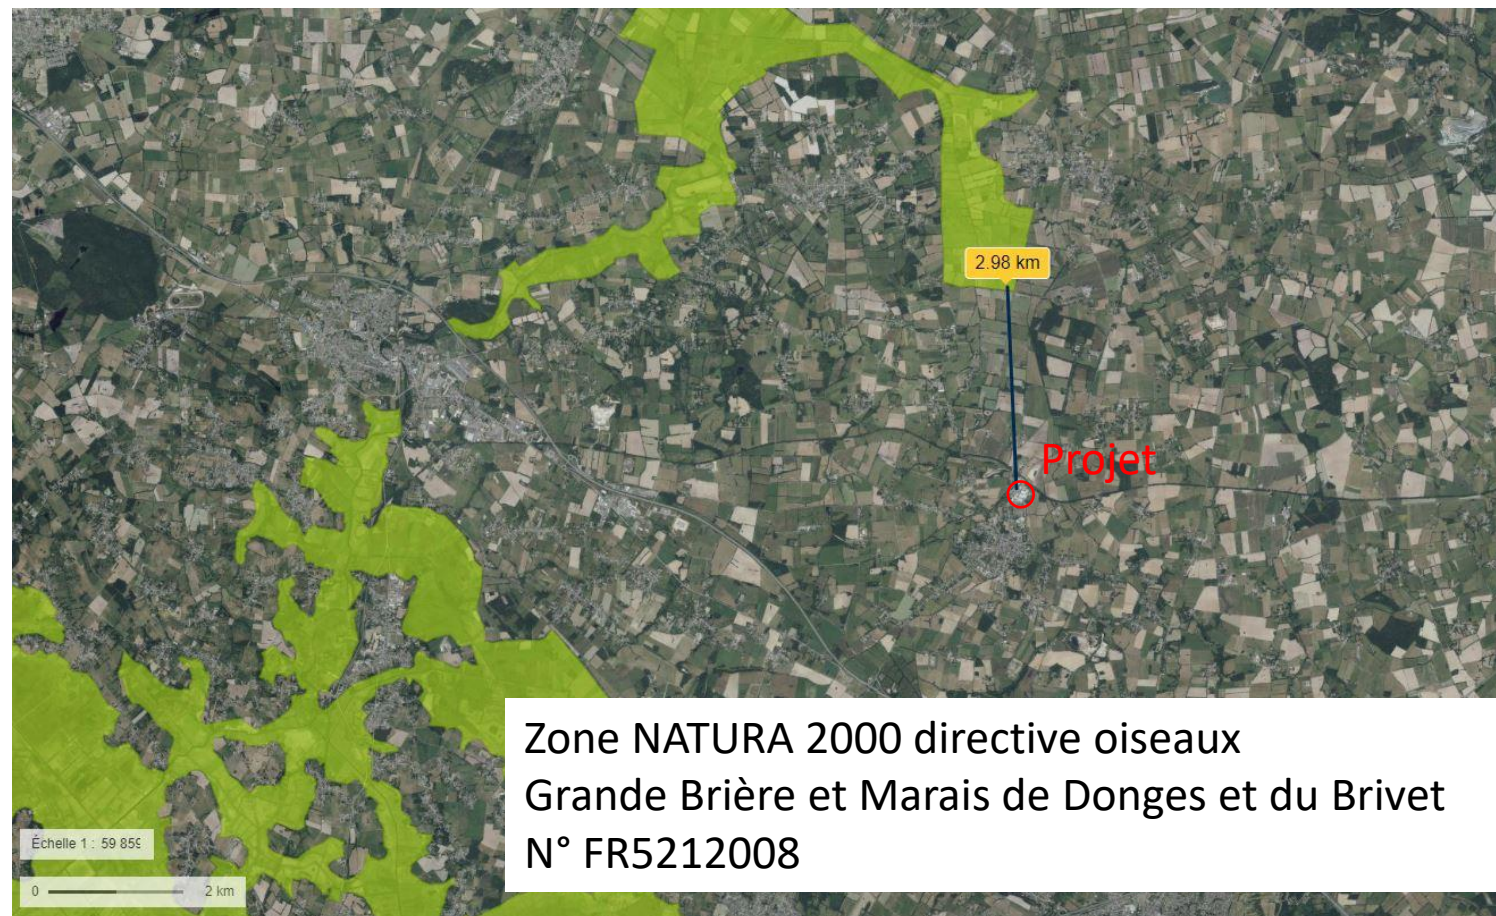 2.98 km
Projet
Zone NATURA 2000 directive oiseaux
Grande Brière et Marais de Donges et du Brivet
N° FR5212008
Échelle 1 : 59 859
0 2 km